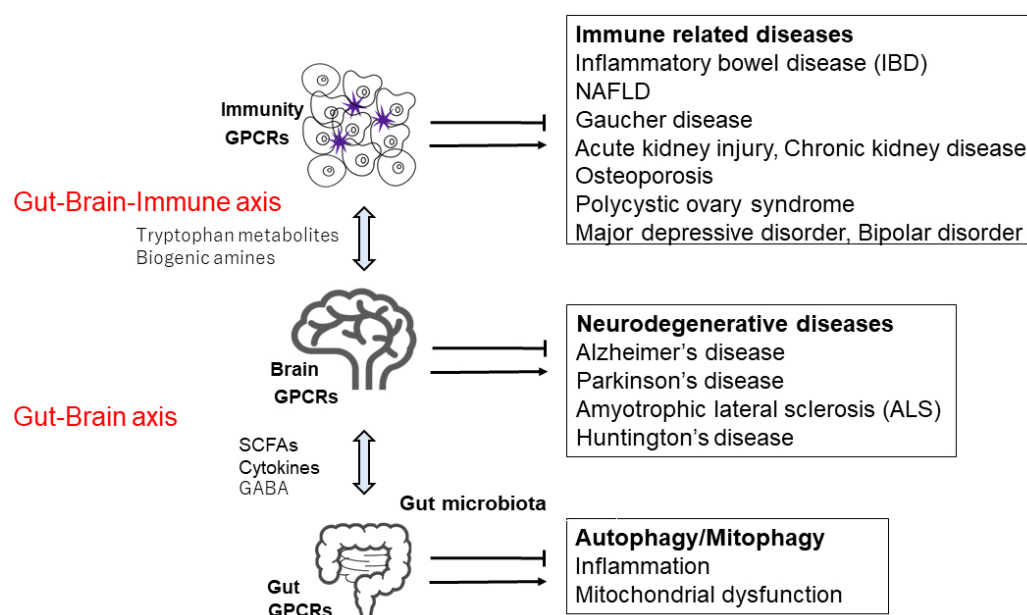 Immune related diseases
Inflammatory bowel disease (IBD)
NAFLD
Gaucher disease
Acute kidney injury, Chronic kidney disease
Osteoporosis
Polycystic ovary syndrome
Major depressive disorder, Bipolar disorder
Immunity
GPCRs
Gut-Brain-Immune axis
Tryptophan metabolites
Biogenic amines
Neurodegenerative diseases
Alzheimer's disease
Parkinson's disease
Amyotrophic lateral sclerosis (ALS)
Huntington's disease
Brain
GPCRs
Gut-Brain axis
SCFAs
Cytokines
GABA
Gut microbiota
Autophagy/Mitophagy
Inflammation
Mitochondrial dysfunction
Gut
GPCRs